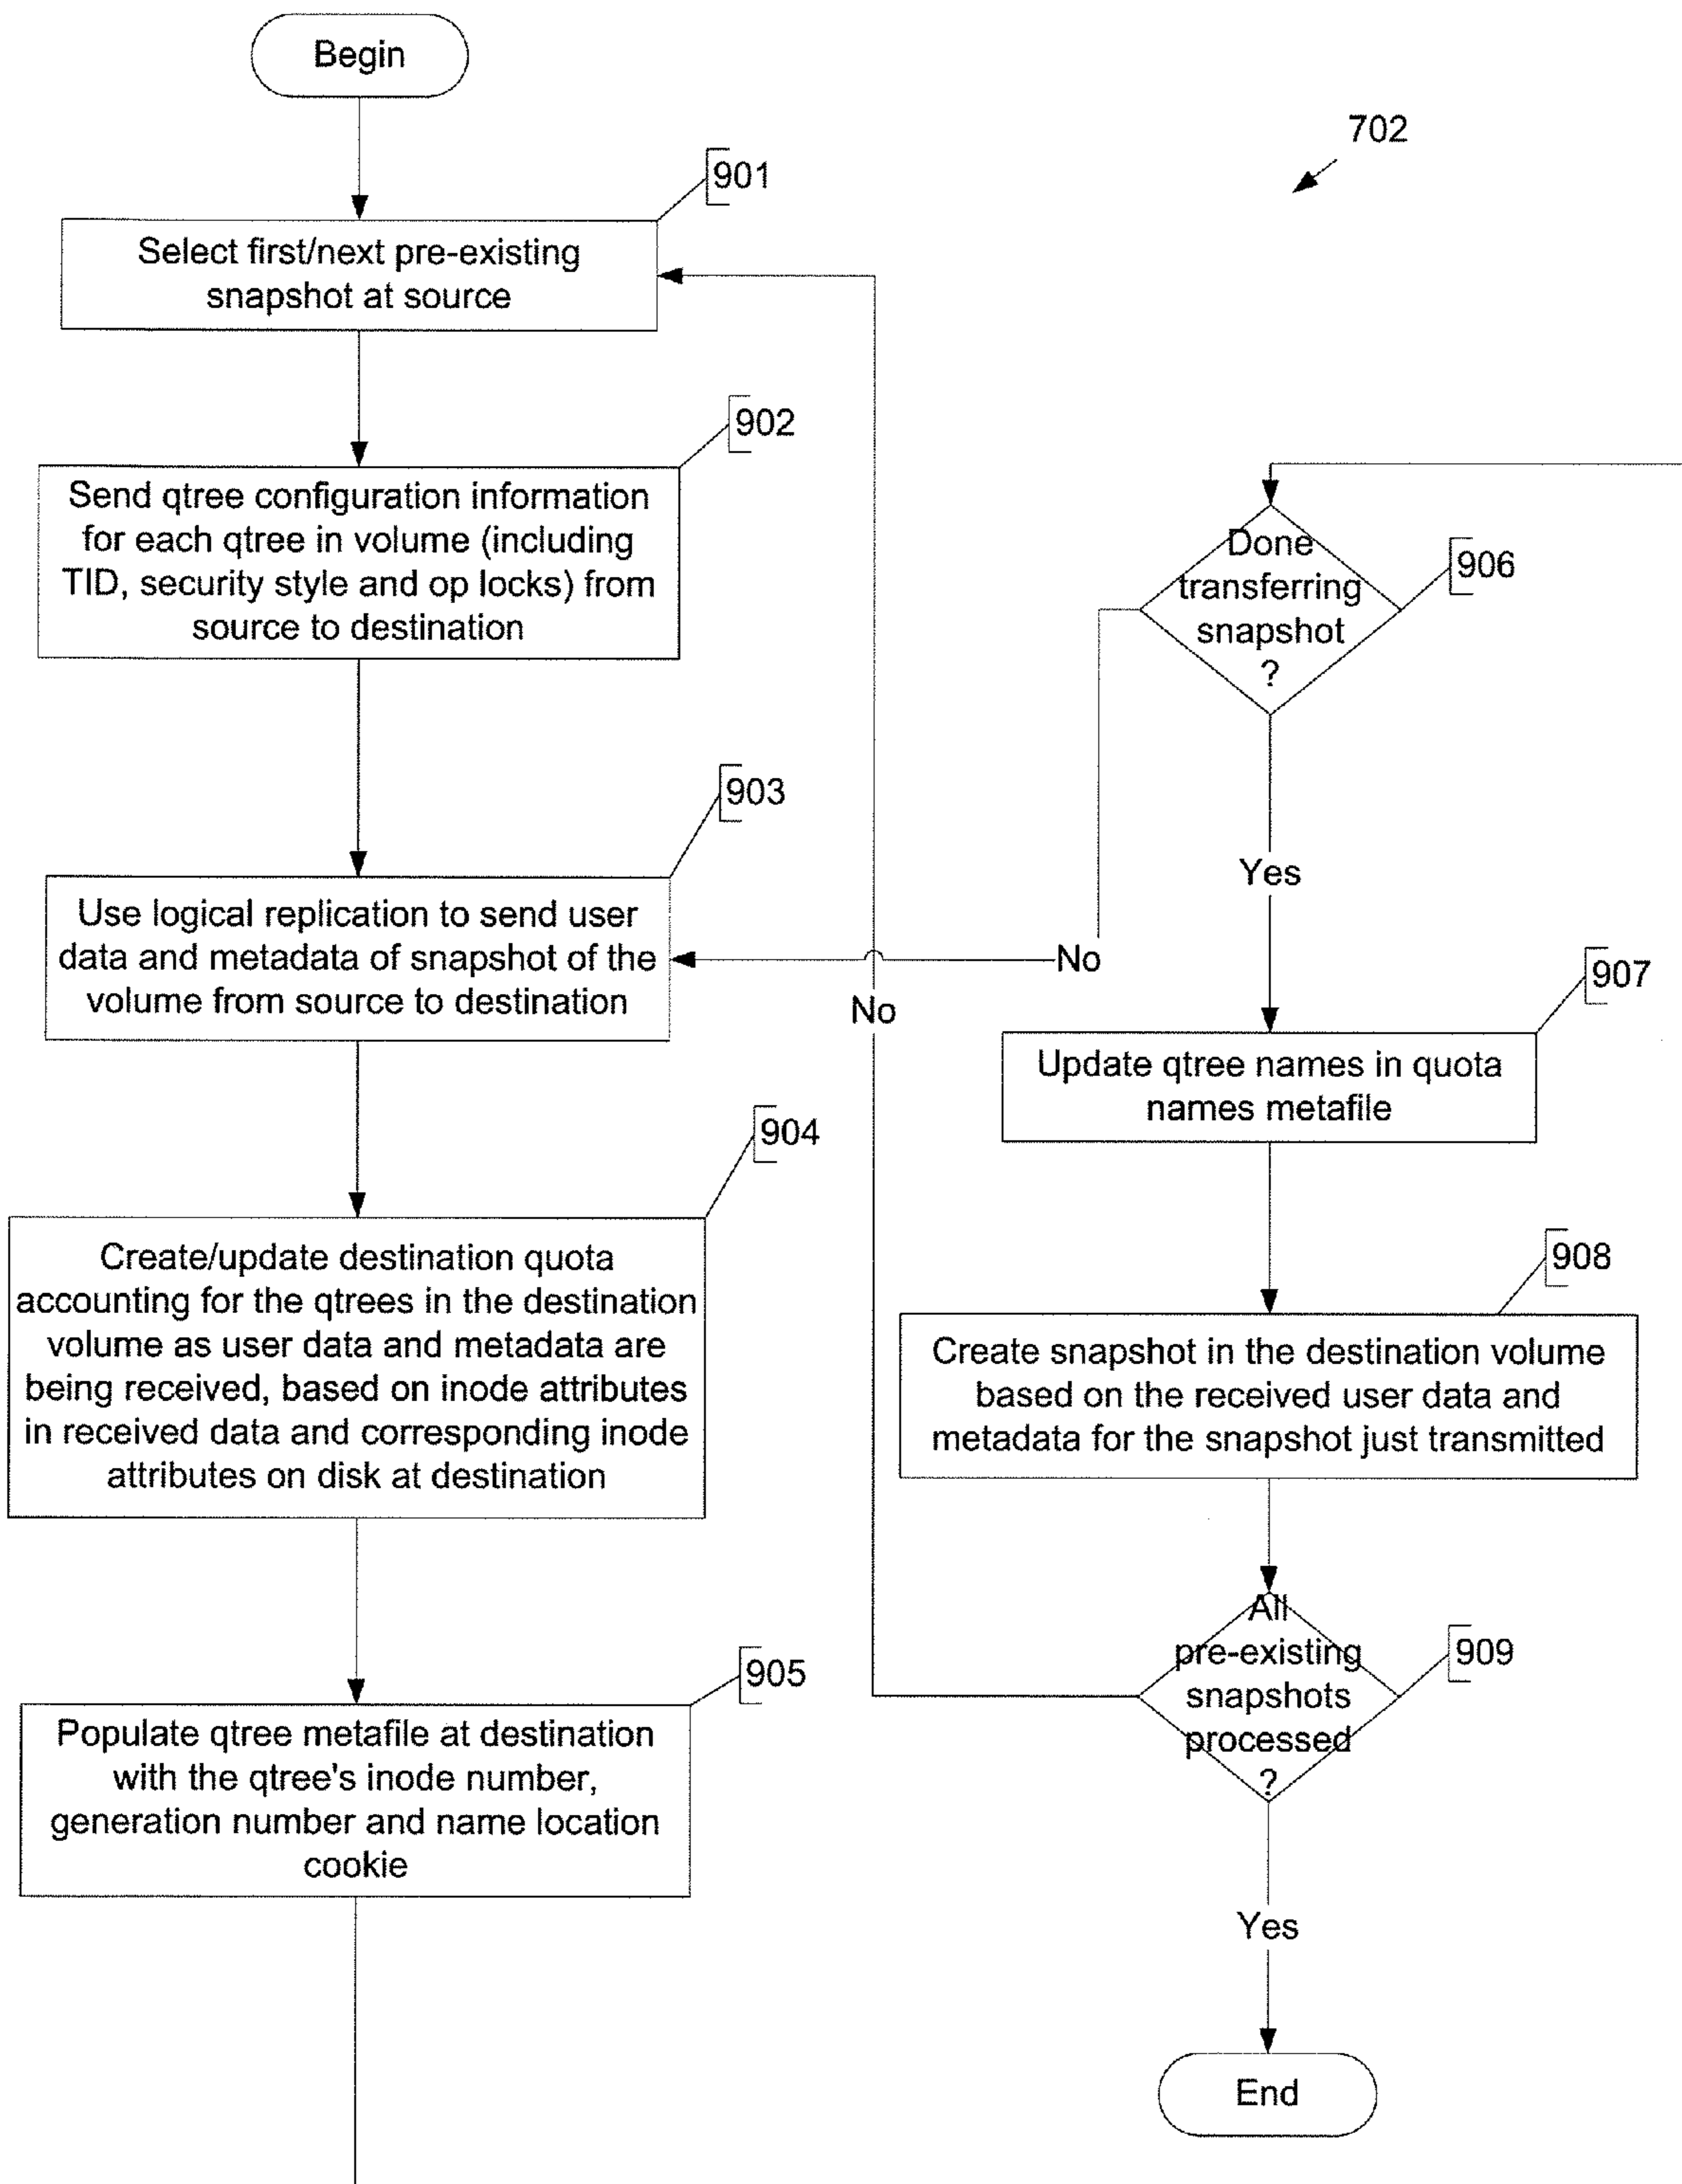 Begin
702
901
Select first/next pre-existing
snapshot at source
902
Send qtree configuration information
for each qtree in volume (including
TID, security style and op locks) from
source to destination
903
Use logical replication to send user
data and metadata of snapshot of the
volume from source to destination
904
Create/update destination quota
accounting for the qtrees in the destination
volume as user data and metadata are
being received, based on inode attributes
in received data and corresponding inode
attributes on disk at destination
905
Populate qtree metafile at destination
with the qtree's inode number,
generation number and name location
cookie
906
Done
transferring
snapshot
?
No
Yes
907
Update qtree names in quota
names metafile
908
Create snapshot in the destination volume
based on the received user data and
metadata for the snapshot just transmitted
909
All
pre-existing
snapshots
processed
?
No
Yes
End